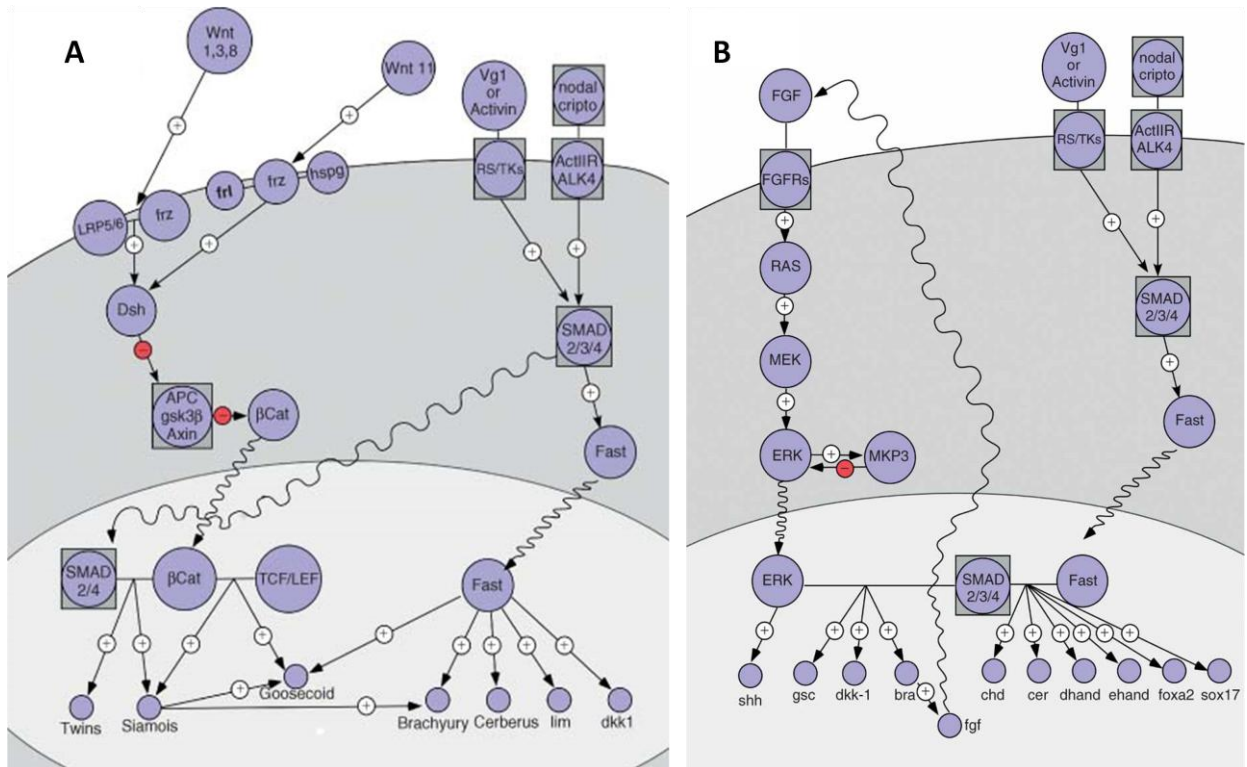 A
Wnt
1,3,8
Wnt 11
Vg1
or
Activin
nodal
cripto
LRP5/6
frz
frl
frz
hspg
RS/TKs
ActIIR
ALK4
+
+
+
+
+
+
Dsh
−
APC
gsk3β
Axin
−
βCat
SMAD
2/3/4
+
Fast
SMAD
2/4
βCat
TCF/LEF
Fast
+
+
+
+
+
+
+
+
+
+
+
Twins
Siamois
Goosecoid
Brachyury
Cerberus
lim
dkk1
B
FGF
Vg1
or
Activin
nodal
cripto
FGFRs
RS/TKs
ActIIR
ALK4
+
+
+
RAS
+
MEK
+
ERK
+
−
MKP3
SMAD
2/3/4
+
Fast
ERK
SMAD
2/3/4
Fast
+
+
+
+
+
+
+
+
+
+
shh
gsc
dkk-1
bra
+
fgf
chd
cer
dhand
ehand
foxa2
sox17